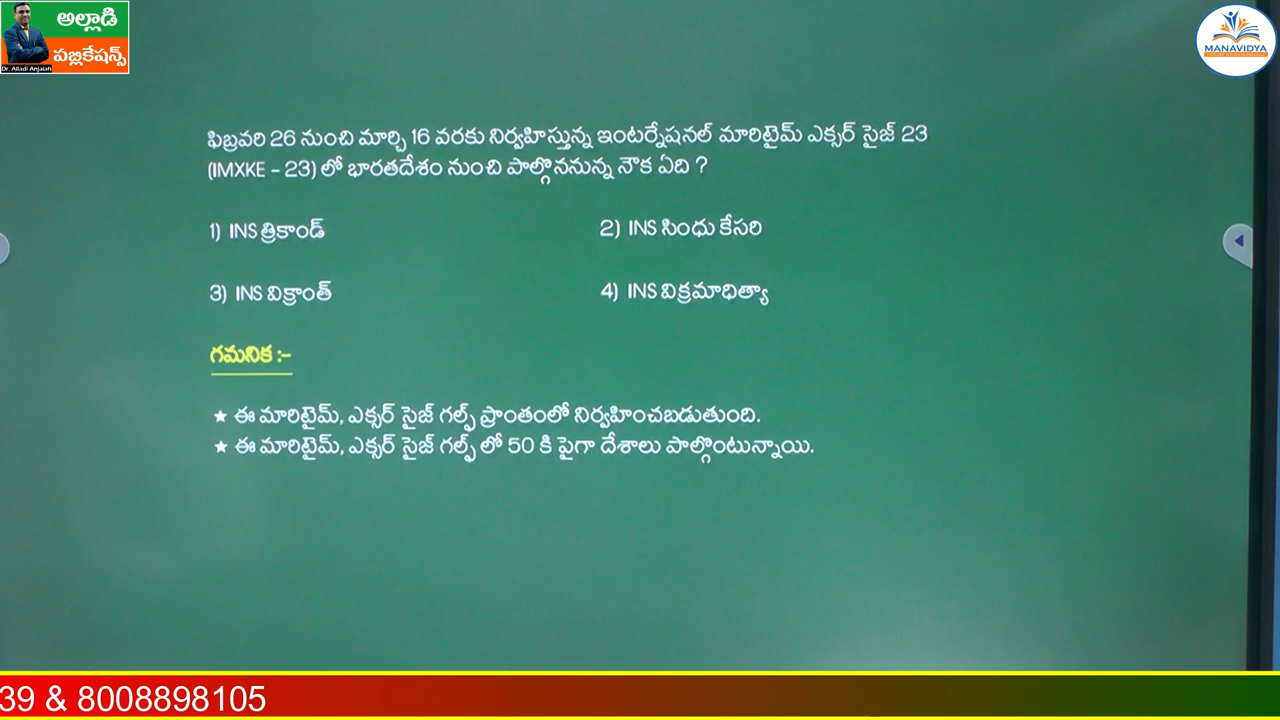 అల్లాడి
పబ్లికేషన్స్
Dr. Alladi Anjaiah
MANAVIDYA
ఫిబ్రవరి 26 నుంచి మార్చి 16 వరకు నిర్వహిస్తున్న ఇంటర్నేషనల్ మారిటైమ్ ఎక్సర్ సైజ్ 23
(IMXKE - 23) లో భారతదేశం నుంచి పాల్గొననున్న నౌక ఏది ?
1) INS త్రికాండ్
2) INS సింధు కేసరి
3) INS విక్రాంత్
4) INS విక్రమాధిత్యా
గమనిక :-
★ ఈ మారిటైమ్, ఎక్సర్ సైజ్ గల్ఫ్ ప్రాంతంలో నిర్వహించబడుతుంది.
★ ఈ మారిటైమ్, ఎక్సర్ సైజ్ గల్ఫ్ లో 50 కి పైగా దేశాలు పాల్గొంటున్నాయి.
39 & 8008898105